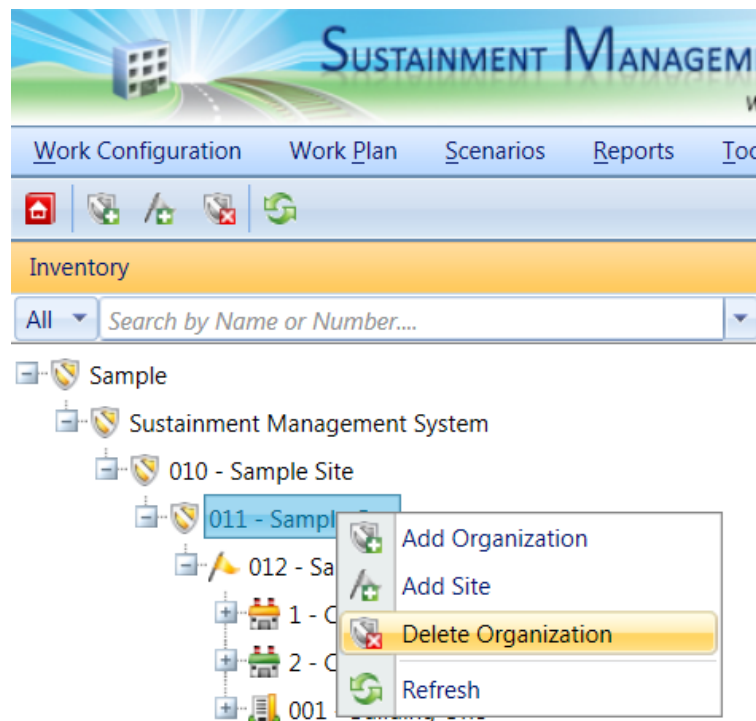 SUSTAINMENT MANAGEM
Work Configuration Work Plan Scenarios Reports Too
Inventory
All Search by Name or Number....
Sample
Sustainment Management System
010 - Sample Site
011 - Sampl
Add Organization
012 - Sa
Add Site
1 - C
Delete Organization
2 - C
Refresh
001 -